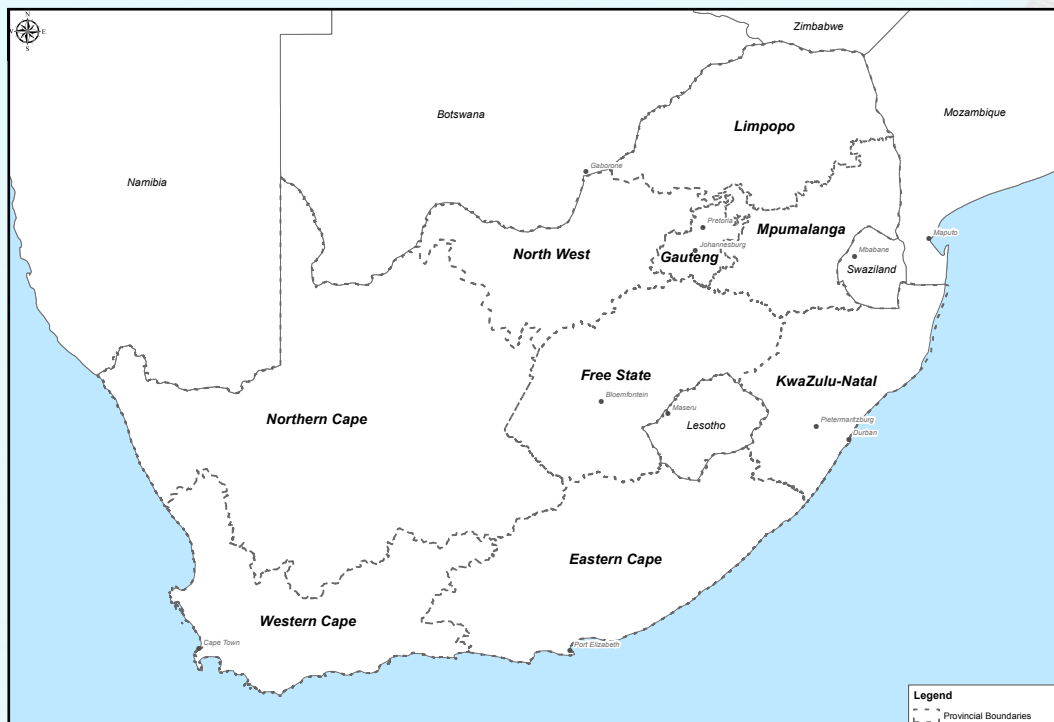 Zimbabwe
N
W E
S
Botswana
Mozambique
Limpopo
Gaborone
Namibia
Pretoria
Mpumalanga
Maputo
North West
Johannesburg
Gauteng
Mbabane
Swaziland
Free State
KwaZulu-Natal
Bloemfontein
Maseru
Northern Cape
Lesotho
Pietermaritzburg
Durban
Eastern Cape
Western Cape
Cape Town
Port Elizabeth
Legend
Provincial Boundaries